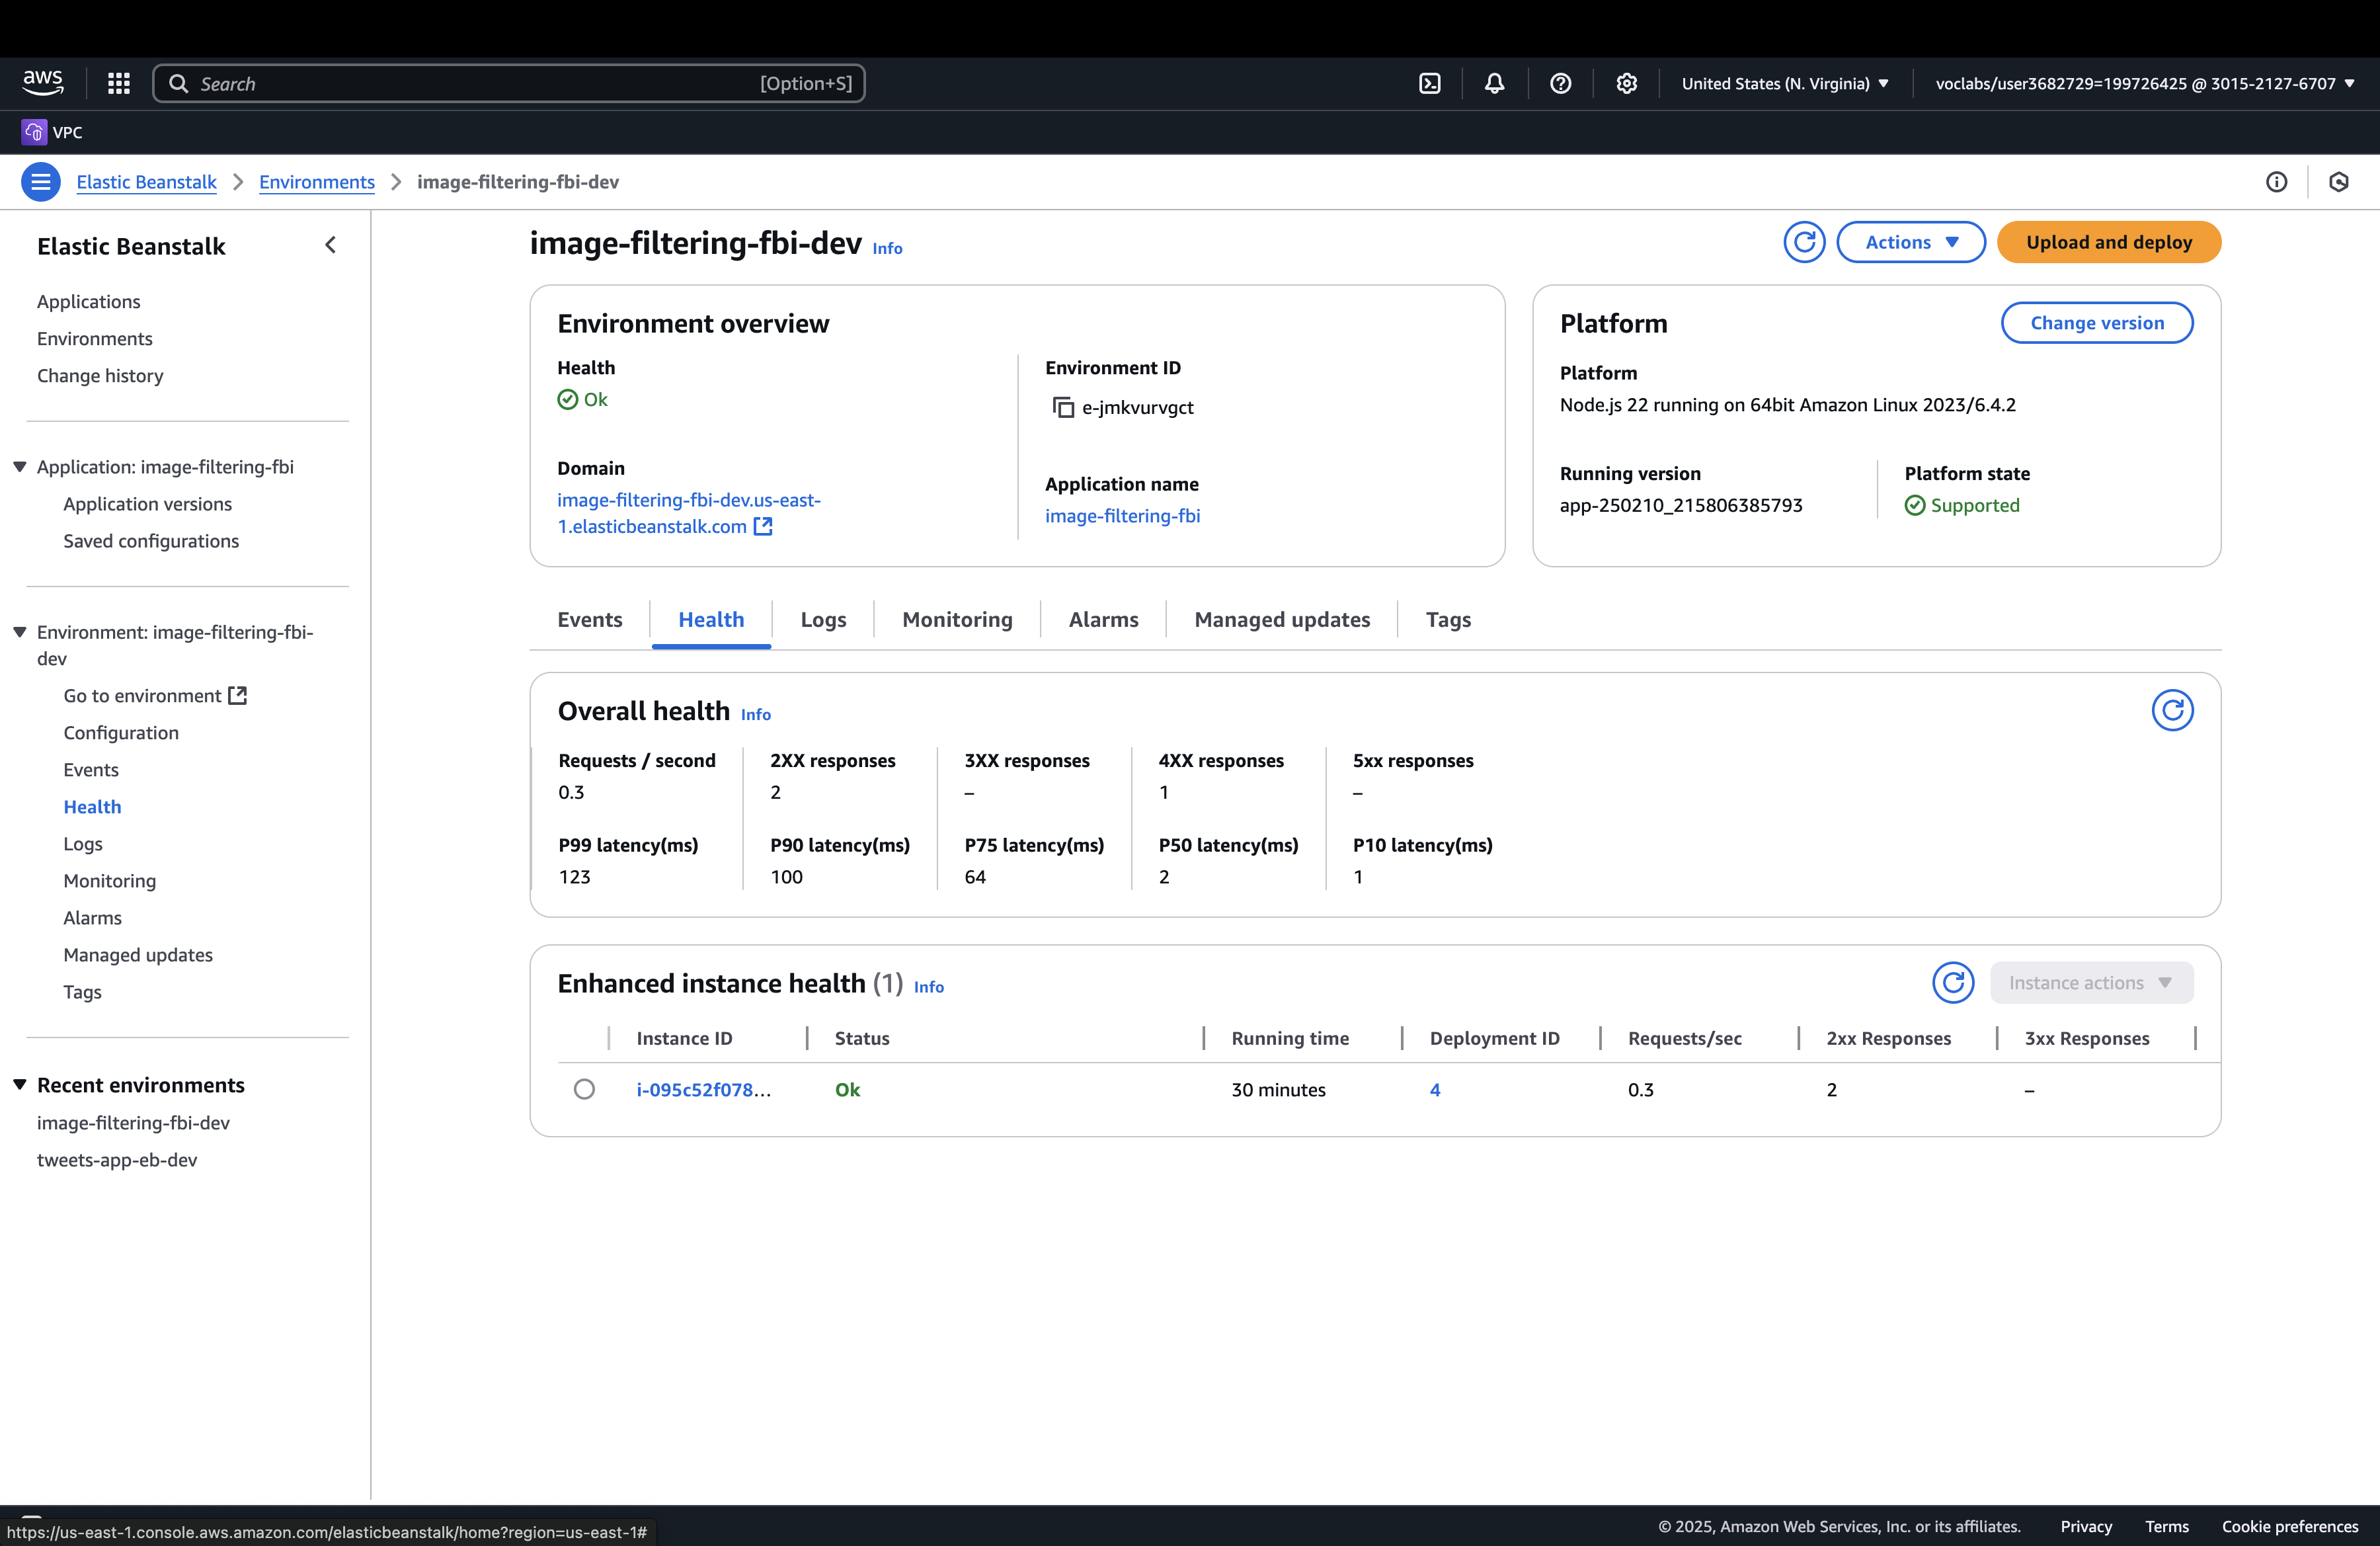 aws
Search [Option+S]
United States (N. Virginia)
voclabs/user3682729=199726425 @ 3015-2127-6707
VPC
Elastic Beanstalk
Environments
image-filtering-fbi-dev
Elastic Beanstalk
Applications
Environments
Change history
Application: image-filtering-fbi
Application versions
Saved configurations
Environment: image-filtering-fbi-
dev
Go to environment
Configuration
Events
Health
Logs
Monitoring
Alarms
Managed updates
Tags
Recent environments
image-filtering-fbi-dev
tweets-app-eb-dev
image-filtering-fbi-dev Info
Actions
Upload and deploy
Environment overview
Health
Ok
Domain
image-filtering-fbi-dev.us-east-
1.elasticbeanstalk.com
Environment ID
e-jmkvurvgct
Application name
image-filtering-fbi
Platform
Change version
Platform
Node.js 22 running on 64bit Amazon Linux 2023/6.4.2
Running version
app-250210_215806385793
Platform state
Supported
Events Health Logs Monitoring Alarms Managed updates Tags
Overall health Info
Requests / second 2XX responses 3XX responses 4XX responses 5xx responses
0.3 2 – 1 –
P99 latency(ms) P90 latency(ms) P75 latency(ms) P50 latency(ms) P10 latency(ms)
123 100 64 2 1
Enhanced instance health (1) Info
Instance actions
Instance ID Status Running time Deployment ID Requests/sec 2xx Responses 3xx Responses
i-095c52f078... Ok 30 minutes 4 0.3 2 –
https://us-east-1.console.aws.amazon.com/elasticbeanstalk/home?region=us-east-1#
© 2025, Amazon Web Services, Inc. or its affiliates. Privacy Terms Cookie preferences